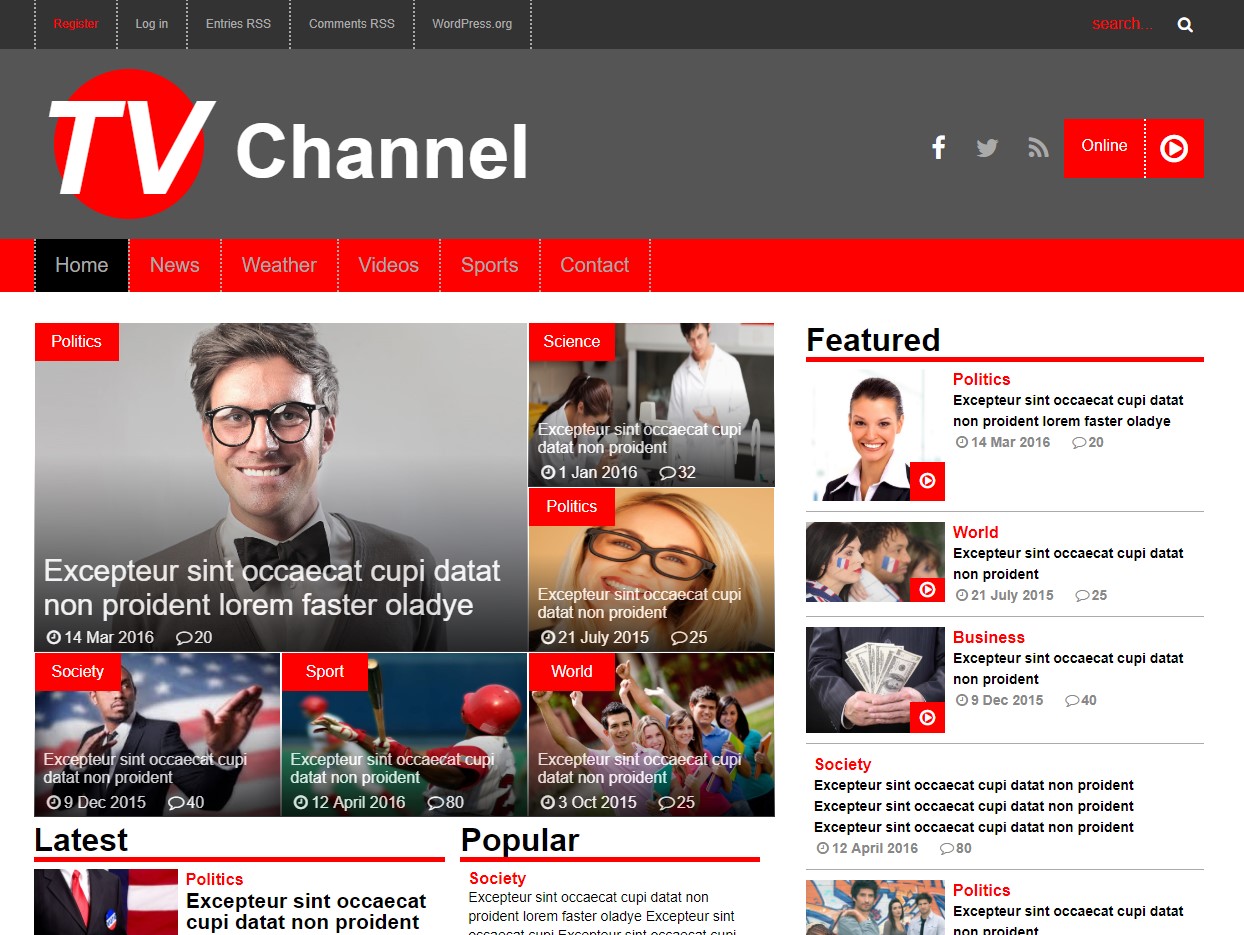 Register
Log in
Entries RSS
Comments RSS
WordPress.org
search...
TV Channel
Online
Home
News
Weather
Videos
Sports
Contact
Politics
Excepteur sint occaecat cupi datat
non proident lorem faster oladye
14 Mar 2016 20
Science
Excepteur sint occaecat cupi
datat non proident
1 Jan 2016 32
Politics
Excepteur sint occaecat cupi
datat non proident
21 July 2015 25
Society
Excepteur sint occaecat cupi
datat non proident
9 Dec 2015 40
Sport
Excepteur sint occaecat cupi
datat non proident
12 April 2016 80
World
Excepteur sint occaecat cupi
datat non proident
3 Oct 2015 25
Latest
Politics
Excepteur sint occaecat
cupi datat non proident
Popular
Society
Excepteur sint occaecat cupi datat non
proident lorem faster oladye Excepteur sint
occaecat cupi Excepteur sint occaecat cupi
Featured
Politics
Excepteur sint occaecat cupi datat
non proident lorem faster oladye
14 Mar 2016 20
World
Excepteur sint occaecat cupi datat
non proident
21 July 2015 25
Business
Excepteur sint occaecat cupi datat
non proident
9 Dec 2015 40
Society
Excepteur sint occaecat cupi datat non proident
Excepteur sint occaecat cupi datat non proident
Excepteur sint occaecat cupi datat non proident
12 April 2016 80
Politics
Excepteur sint occaecat cupi datat
non proident